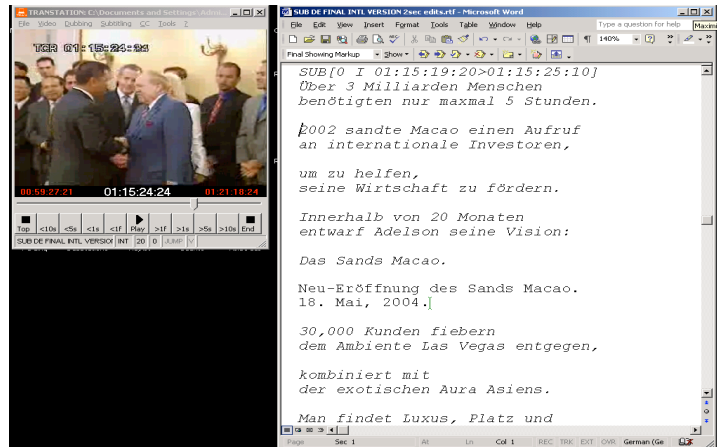 TRANSTATION C:\Documents and Settings\
File Video Dubbing Subtitling CC Tools ?
TCR 01:15:24:24
00:59:27:21 01:15:24:24 01:21:18:24
Top <10s <5s <1s <1f Play >1f >1s >5s >10s End
SUB DE FINAL INTL VERSION INT 20 0 JUMP V
SUB DE FINAL INTL VERSION 2sec edits.rtf - Microsoft Word
File Edit View Insert Format Tools Table Window Help Type a question for help Maxim
140%
Final Showing Markup Show
SUB[0 I 01:15:19:20>01:15:25:10]
Über 3 Milliarden Menschen
benötigten nur maxmal 5 Stunden.
2002 sandte Macao einen Aufruf
an internationale Investoren,
um zu helfen,
seine Wirtschaft zu fördern.
Innerhalb von 20 Monaten
entwarf Adelson seine Vision:
Das Sands Macao.
Neu-Eröffnung des Sands Macao.
18. Mai, 2004.
30,000 Kunden fiebern
dem Ambiente Las Vegas entgegen,
kombiniert mit
der exotischen Aura Asiens.
Man findet Luxus, Platz und
Page Sec 1 At Ln Col 1 REC TRK EXT OVR German (Ge